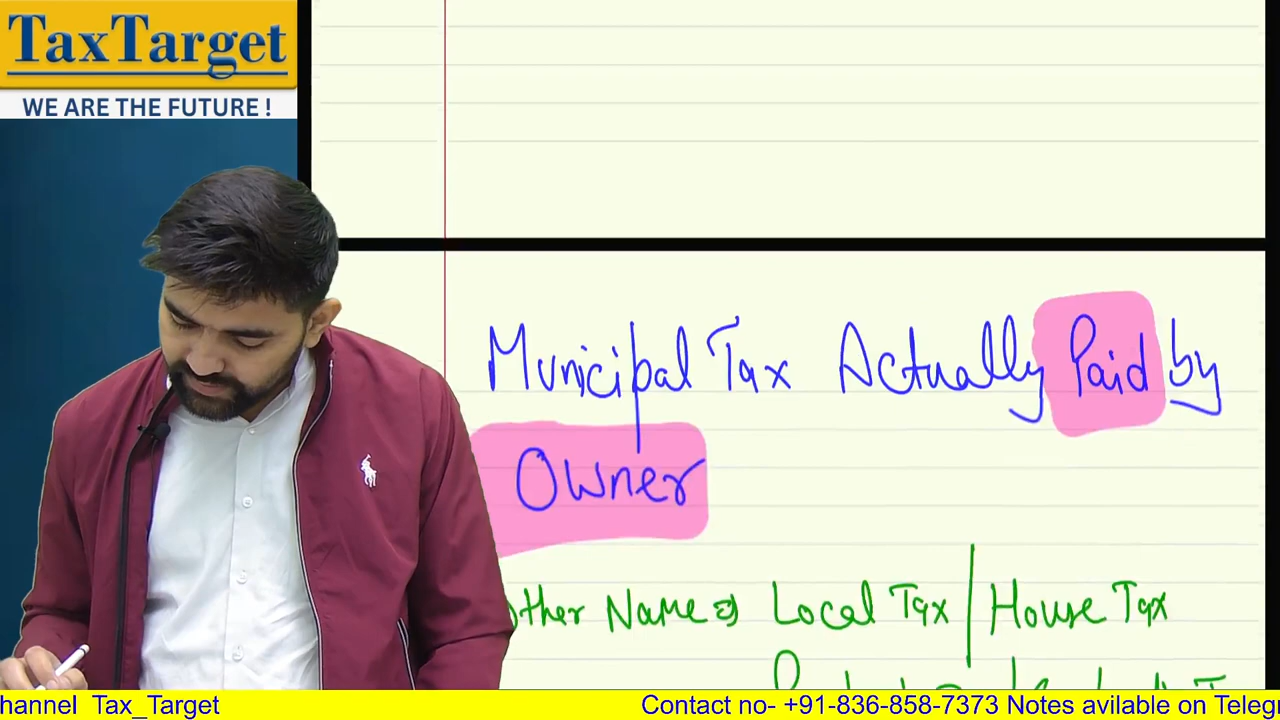 TaxTarget
WE ARE THE FUTURE !
Municipal Tax Actually Paid by
Owner
Other Name Local Tax | House Tax
hannel Tax_Target Contact no- +91-836-858-7373 Notes avilable on Telegr